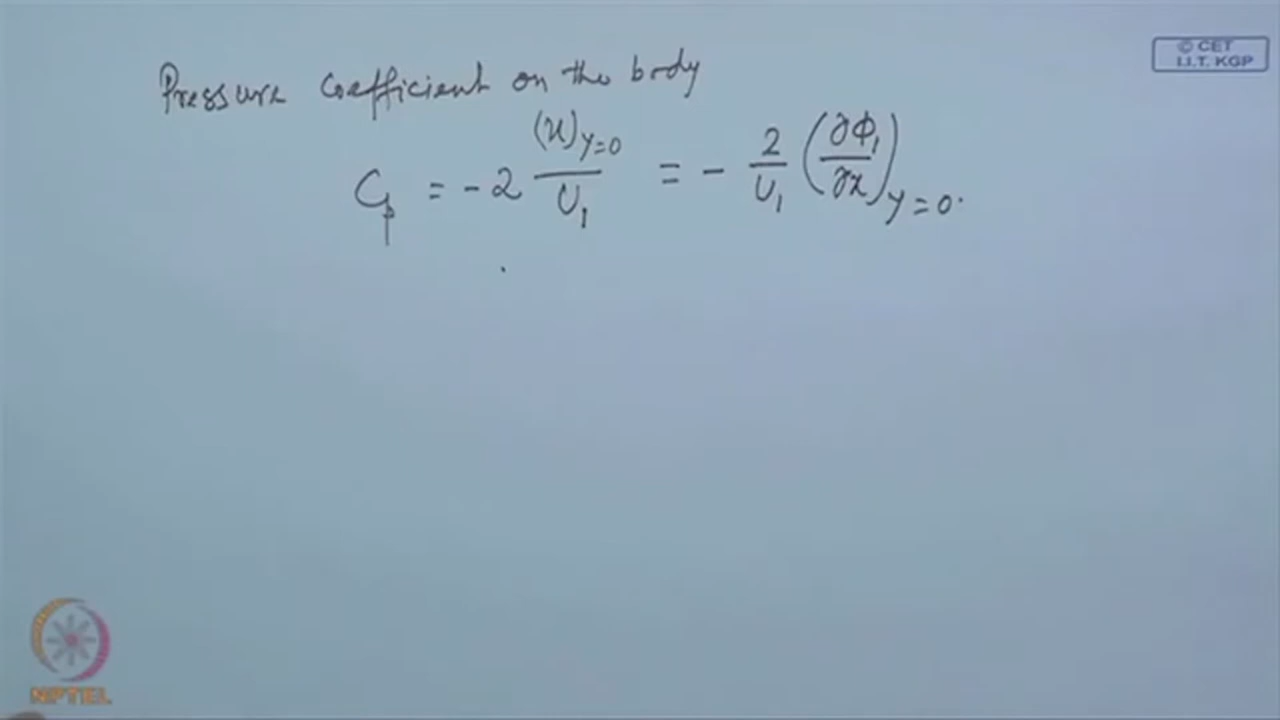 © CET
I.I.T. KGP
Pressure coefficient on the body
Cp = -2 (u)y=0 / U1 = - 2/U1 (∂Φ1/∂x)y=0.
NPTEL